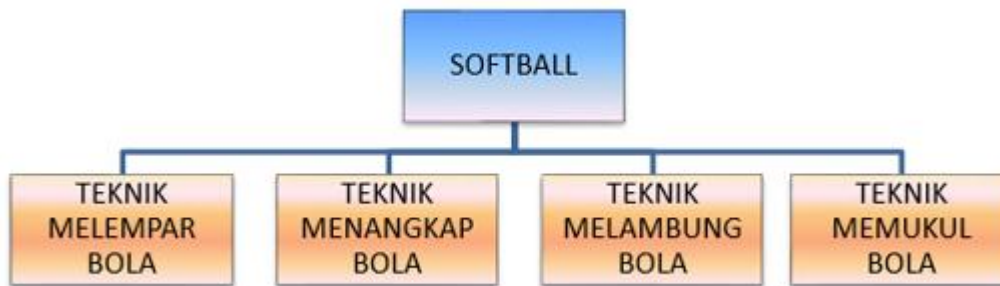 SOFTBALL
TEKNIK
MELEMPAR
BOLA
TEKNIK
MENANGKAP
BOLA
TEKNIK
MELAMBUNG
BOLA
TEKNIK
MEMUKUL
BOLA